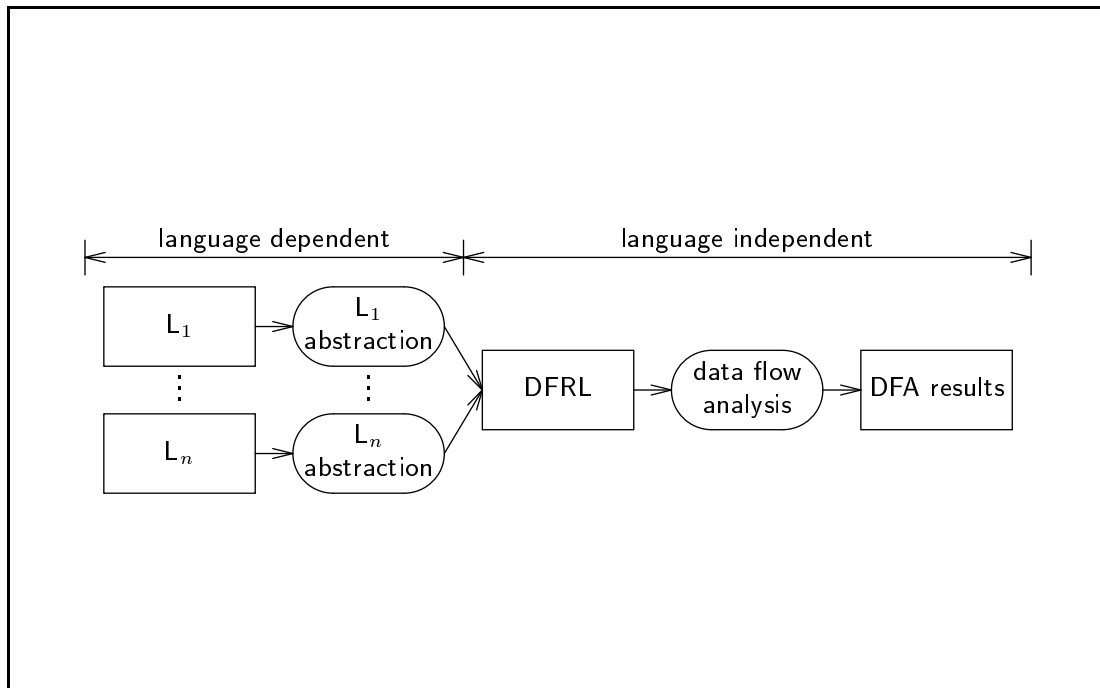 language dependent
language independent
L₁
L₁
abstraction
⋮
⋮
Lₙ
Lₙ
abstraction
DFRL
data flow
analysis
DFA results